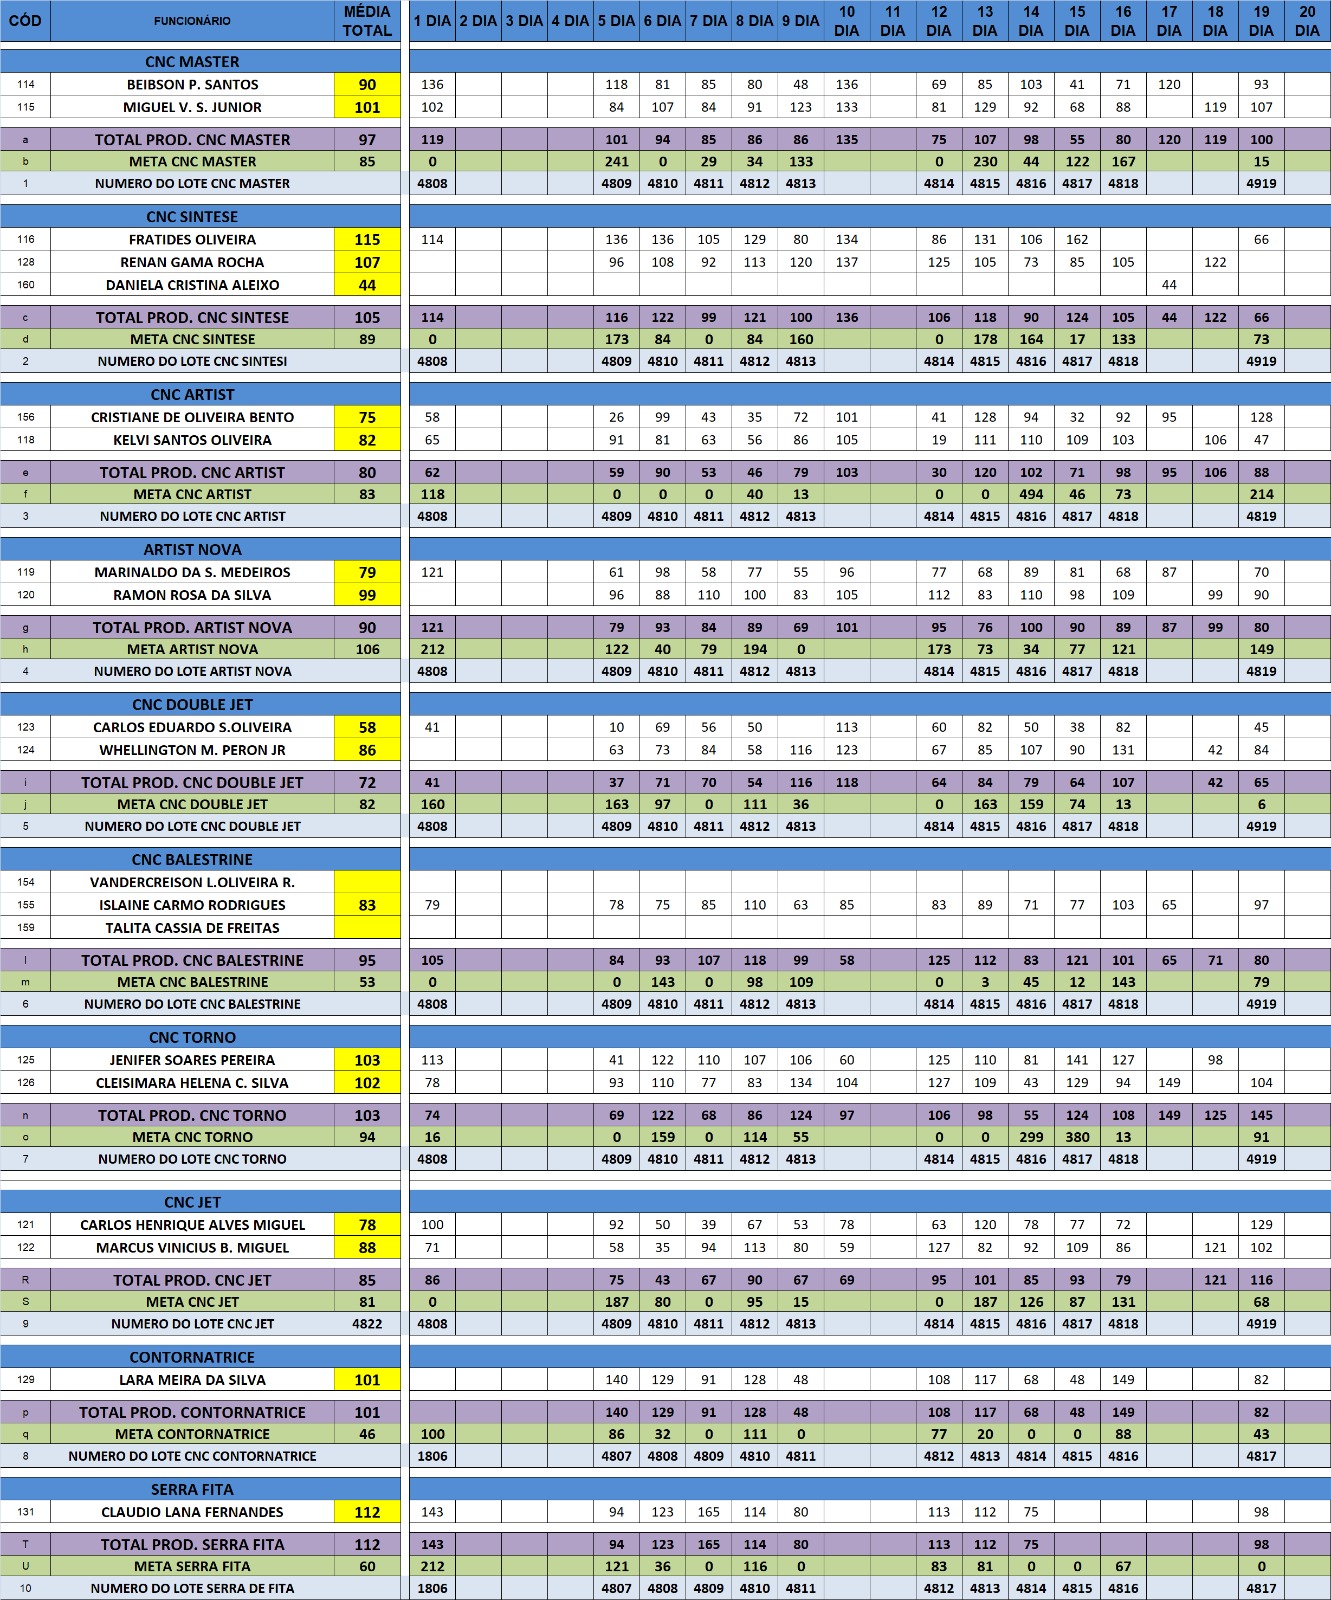 CÓD FUNCIONÁRIO MÉDIA TOTAL 1 DIA 2 DIA 3 DIA 4 DIA 5 DIA 6 DIA 7 DIA 8 DIA 9 DIA 10 DIA 11 DIA 12 DIA 13 DIA 14 DIA 15 DIA 16 DIA 17 DIA 18 DIA 19 DIA 20 DIA
CNC MASTER
114 BEIBSON P. SANTOS 90 136 118 81 85 80 48 136 69 85 103 41 71 120 93
115 MIGUEL V. S. JUNIOR 101 102 84 107 84 91 123 133 81 129 92 68 88 119 107
a TOTAL PROD. CNC MASTER 97 119 101 94 85 86 86 135 75 107 98 55 80 120 119 100
b META CNC MASTER 85 0 241 0 29 34 133 0 230 44 122 167 15
1 NUMERO DO LOTE CNC MASTER 4808 4809 4810 4811 4812 4813 4814 4815 4816 4817 4818 4919
CNC SINTESE
116 FRATIDES OLIVEIRA 115 114 136 136 105 129 80 134 86 131 106 162 66
128 RENAN GAMA ROCHA 107 96 108 92 113 120 137 125 105 73 85 105 122
160 DANIELA CRISTINA ALEIXO 44 44
c TOTAL PROD. CNC SINTESE 105 114 116 122 99 121 100 136 106 118 90 124 105 44 122 66
d META CNC SINTESE 89 0 173 84 0 84 160 0 178 164 17 133 73
2 NUMERO DO LOTE CNC SINTESI 4808 4809 4810 4811 4812 4813 4814 4815 4816 4817 4818 4919
CNC ARTIST
156 CRISTIANE DE OLIVEIRA BENTO 75 58 26 99 43 35 72 101 41 128 94 32 92 95 128
118 KELVI SANTOS OLIVEIRA 82 65 91 81 63 56 86 105 19 111 110 109 103 106 47
e TOTAL PROD. CNC ARTIST 80 62 59 90 53 46 79 103 30 120 102 71 98 95 106 88
f META CNC ARTIST 83 118 0 0 0 40 13 0 0 494 46 73 214
3 NUMERO DO LOTE CNC ARTIST 4808 4809 4810 4811 4812 4813 4814 4815 4816 4817 4818 4819
ARTIST NOVA
119 MARINALDO DA S. MEDEIROS 79 121 61 98 58 77 55 96 77 68 89 81 68 87 70
120 RAMON ROSA DA SILVA 99 96 88 110 100 83 105 112 83 110 98 109 99 90
g TOTAL PROD. ARTIST NOVA 90 121 79 93 84 89 69 101 95 76 100 90 89 87 99 80
h META ARTIST NOVA 106 212 122 40 79 194 0 173 73 34 77 121 149
4 NUMERO DO LOTE ARTIST NOVA 4808 4809 4810 4811 4812 4813 4814 4815 4816 4817 4818 4819
CNC DOUBLE JET
123 CARLOS EDUARDO S.OLIVEIRA 58 41 10 69 56 50 113 60 82 50 38 82 45
124 WHELLINGTON M. PERON JR 86 63 73 84 58 116 123 67 85 107 90 131 42 84
i TOTAL PROD. CNC DOUBLE JET 72 41 37 71 70 54 116 118 64 84 79 64 107 42 65
j META CNC DOUBLE JET 82 160 163 97 0 111 36 0 163 159 74 13 6
5 NUMERO DO LOTE CNC DOUBLE JET 4808 4809 4810 4811 4812 4813 4814 4815 4816 4817 4818 4919
CNC BALESTRINE
154 VANDERCREISON L.OLIVEIRA R.
155 ISLAINE CARMO RODRIGUES 83 79 78 75 85 110 63 85 83 89 71 77 103 65 97
159 TALITA CASSIA DE FREITAS
l TOTAL PROD. CNC BALESTRINE 95 105 84 93 107 118 99 58 125 112 83 121 101 65 71 80
m META CNC BALESTRINE 53 0 0 143 0 98 109 0 3 45 12 143 79
6 NUMERO DO LOTE CNC BALESTRINE 4808 4809 4810 4811 4812 4813 4814 4815 4816 4817 4818 4919
CNC TORNO
125 JENIFER SOARES PEREIRA 103 113 41 122 110 107 106 60 125 110 81 141 127 98
126 CLEISIMARA HELENA C. SILVA 102 78 93 110 77 83 134 104 127 109 43 129 94 149 104
n TOTAL PROD. CNC TORNO 103 74 69 122 68 86 124 97 106 98 55 124 108 149 125 145
o META CNC TORNO 94 16 0 159 0 114 55 0 0 299 380 13 91
7 NUMERO DO LOTE CNC TORNO 4808 4809 4810 4811 4812 4813 4814 4815 4816 4817 4818 4919
CNC JET
121 CARLOS HENRIQUE ALVES MIGUEL 78 100 92 50 39 67 53 78 63 120 78 77 72 129
122 MARCUS VINICIUS B. MIGUEL 88 71 58 35 94 113 80 59 127 82 92 109 86 121 102
R TOTAL PROD. CNC JET 85 86 75 43 67 90 67 69 95 101 85 93 79 121 116
S META CNC JET 81 0 187 80 0 95 15 0 187 126 87 131 68
9 NUMERO DO LOTE CNC JET 4822 4808 4809 4810 4811 4812 4813 4814 4815 4816 4817 4818 4919
CONTORNATRICE
129 LARA MEIRA DA SILVA 101 140 129 91 128 48 108 117 68 48 149 82
p TOTAL PROD. CONTORNATRICE 101 140 129 91 128 48 108 117 68 48 149 82
q META CONTORNATRICE 46 100 86 32 0 111 0 77 20 0 0 88 43
8 NUMERO DO LOTE CNC CONTORNATRICE 1806 4807 4808 4809 4810 4811 4812 4813 4814 4815 4816 4817
SERRA FITA
131 CLAUDIO LANA FERNANDES 112 143 94 123 165 114 80 113 112 75 98
T TOTAL PROD. SERRA FITA 112 143 94 123 165 114 80 113 112 75 98
U META SERRA FITA 60 212 121 36 0 116 0 83 81 0 0 67 0
10 NUMERO DO LOTE SERRA DE FITA 1806 4807 4808 4809 4810 4811 4812 4813 4814 4815 4816 4817